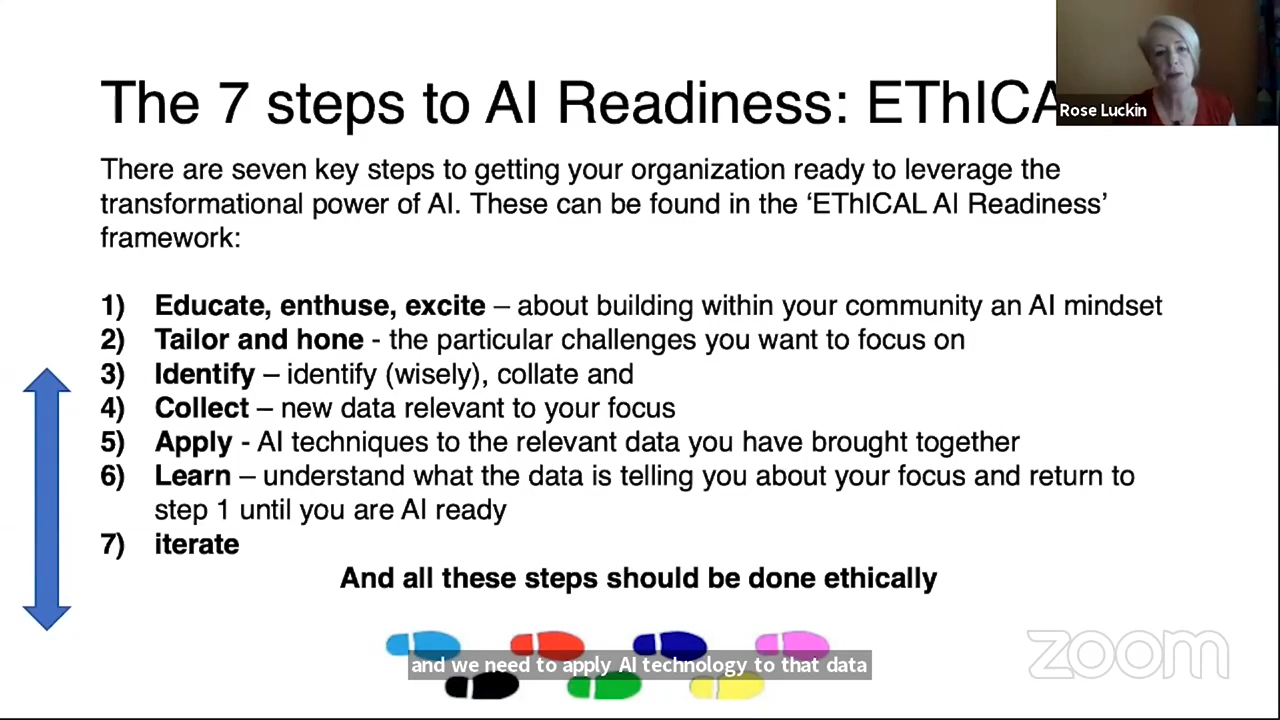 The 7 steps to AI Readiness: EThICA
Rose Luckin
There are seven key steps to getting your organization ready to leverage the
transformational power of AI. These can be found in the ‘EThICAL AI Readiness’
framework:
1) Educate, enthuse, excite – about building within your community an AI mindset
2) Tailor and hone - the particular challenges you want to focus on
3) Identify – identify (wisely), collate and
4) Collect – new data relevant to your focus
5) Apply - AI techniques to the relevant data you have brought together
6) Learn – understand what the data is telling you about your focus and return to
step 1 until you are AI ready
7) iterate
And all these steps should be done ethically
and we need to apply AI technology to that data
zoom